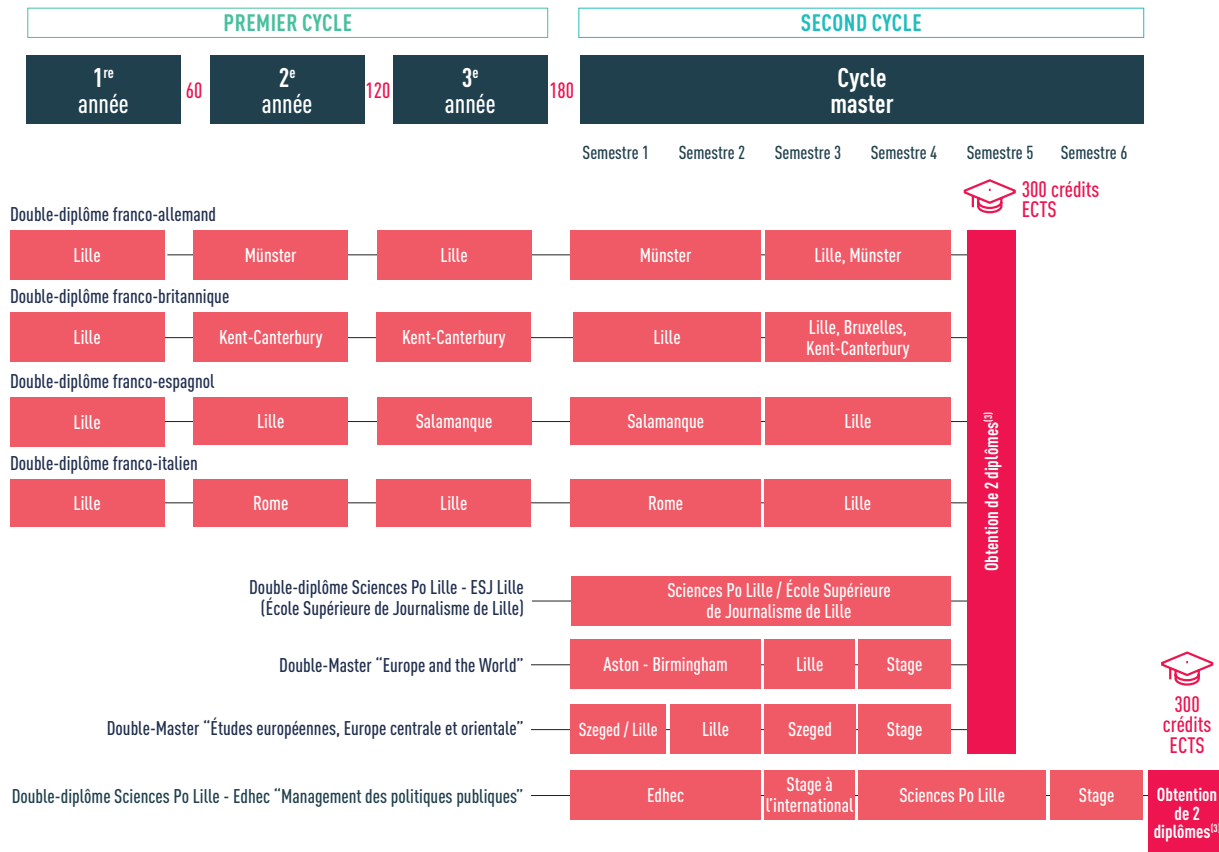 PREMIER CYCLE
SECOND CYCLE
1re
année
60
2e
année
120
3e
année
180
Cycle
master
Semestre 1
Semestre 2
Semestre 3
Semestre 4
Semestre 5
Semestre 6
300 crédits
ECTS
Double-diplôme franco-allemand
Lille
Münster
Lille
Münster
Lille, Münster
Double-diplôme franco-britannique
Lille
Kent-Canterbury
Kent-Canterbury
Lille
Lille, Bruxelles,
Kent-Canterbury
Double-diplôme franco-espagnol
Lille
Lille
Salamanque
Salamanque
Lille
Double-diplôme franco-italien
Lille
Rome
Lille
Rome
Lille
Obtention de 2 diplômes(3)
Double-diplôme Sciences Po Lille - ESJ Lille
(École Supérieure de Journalisme de Lille)
Sciences Po Lille / École Supérieure
de Journalisme de Lille
Double-Master “Europe and the World”
Aston - Birmingham
Lille
Stage
Double-Master “Études européennes, Europe centrale et orientale”
Szeged / Lille
Lille
Szeged
Stage
300
crédits
ECTS
Double-diplôme Sciences Po Lille - Edhec “Management des politiques publiques”
Edhec
Stage à
l’international
Sciences Po Lille
Stage
Obtention
de 2
diplômes(3)